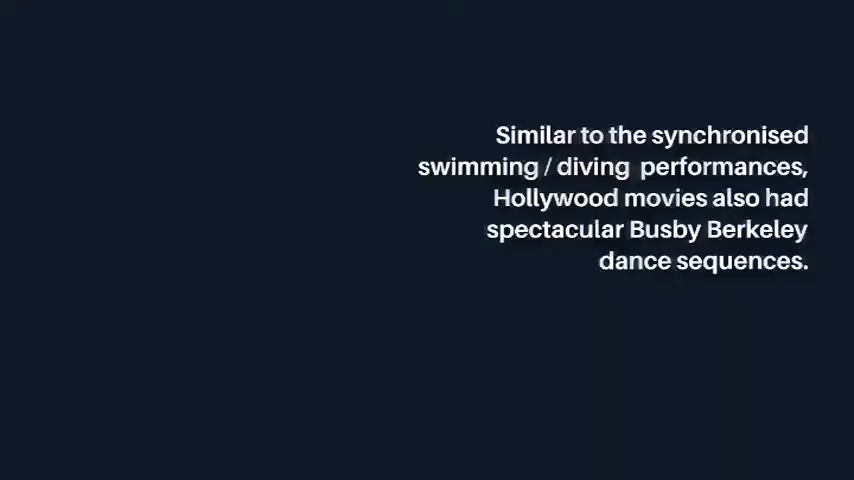 Similar to the synchronised
swimming / diving  performances,
Hollywood movies also had
spectacular Busby Berkeley
dance sequences.